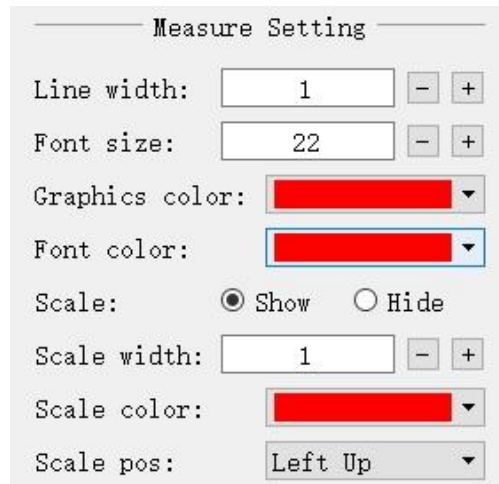 Measure Setting
Line width: 1 - +
Font size: 22 - +
Graphics color:
Font color:
Scale: Show Hide
Scale width: 1 - +
Scale color:
Scale pos: Left Up